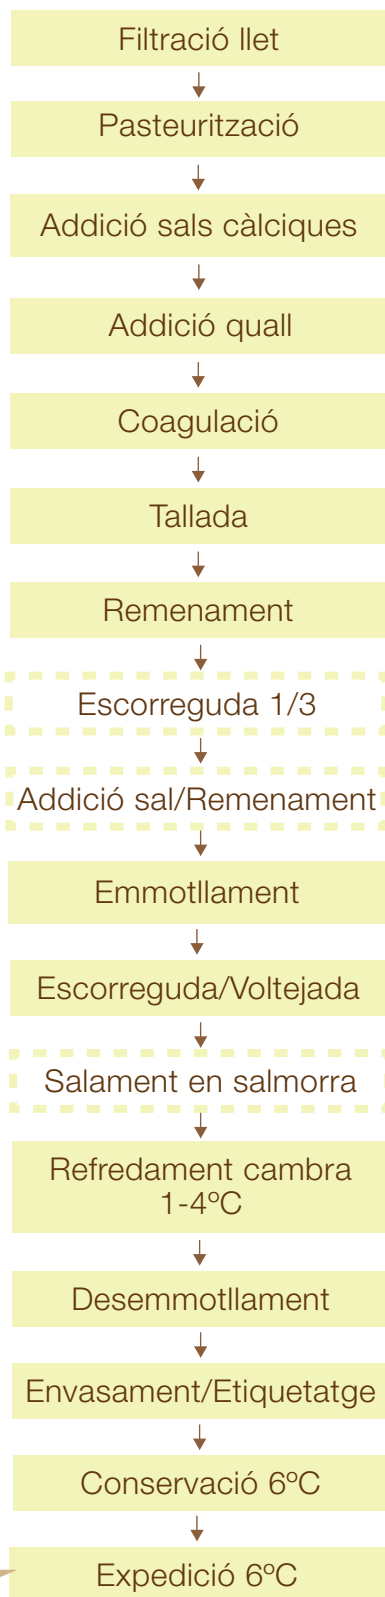 Filtració llet
Pasteurització
Addició sals càlciques
Addició quall
Coagulació
Tallada
Remenament
Escorreguda 1/3
Addició sal/Remenament
Emmotllament
Escorreguda/Voltejada
Salament en salmorra
Refredament cambra
1-4ºC
Desemmotllament
Envasament/Etiquetatge
Conservació 6ºC
Expedició 6ºC